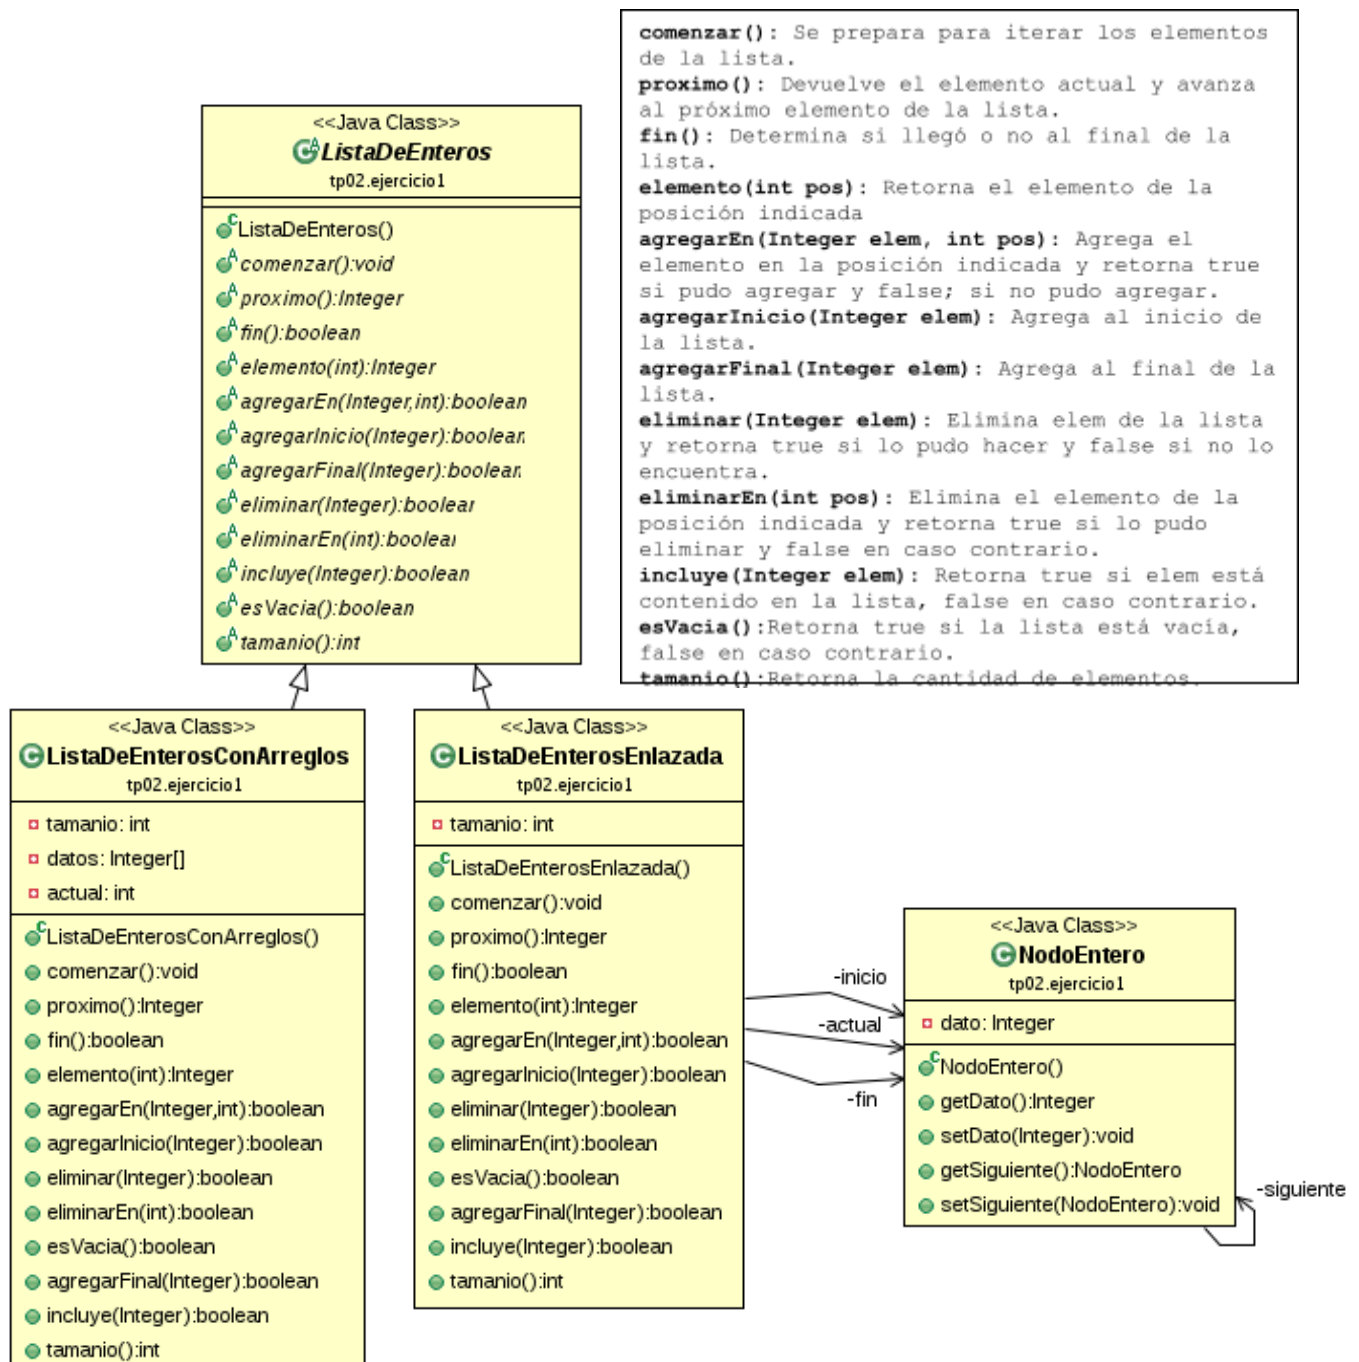 <<Java Class>>
ListaDeEnteros
tp02.ejercicio1
ListaDeEnteros()
comenzar():void
proximo():Integer
fin():boolean
elemento(int):Integer
agregarEn(Integer,int):boolean
agregarInicio(Integer):boolean
agregarFinal(Integer):boolean
eliminar(Integer):boolean
eliminarEn(int):boolean
incluye(Integer):boolean
esVacia():boolean
tamanio():int
comenzar(): Se prepara para iterar los elementos
de la lista.
proximo(): Devuelve el elemento actual y avanza
al próximo elemento de la lista.
fin(): Determina si llegó o no al final de la
lista.
elemento(int pos): Retorna el elemento de la
posición indicada
agregarEn(Integer elem, int pos): Agrega el
elemento en la posición indicada y retorna true
si pudo agregar y false; si no pudo agregar.
agregarInicio(Integer elem): Agrega al inicio de
la lista.
agregarFinal(Integer elem): Agrega al final de la
lista.
eliminar(Integer elem): Elimina elem de la lista
y retorna true si lo pudo hacer y false si no lo
encuentra.
eliminarEn(int pos): Elimina el elemento de la
posición indicada y retorna true si lo pudo
eliminar y false en caso contrario.
incluye(Integer elem): Retorna true si elem está
contenido en la lista, false en caso contrario.
esVacia():Retorna true si la lista está vacía,
false en caso contrario.
tamanio():Retorna la cantidad de elementos.
<<Java Class>>
ListaDeEnterosConArreglos
tp02.ejercicio1
tamanio: int
datos: Integer[]
actual: int
ListaDeEnterosConArreglos()
comenzar():void
proximo():Integer
fin():boolean
elemento(int):Integer
agregarEn(Integer,int):boolean
agregarInicio(Integer):boolean
eliminar(Integer):boolean
eliminarEn(int):boolean
esVacia():boolean
agregarFinal(Integer):boolean
incluye(Integer):boolean
tamanio():int
<<Java Class>>
ListaDeEnterosEnlazada
tp02.ejercicio1
tamanio: int
ListaDeEnterosEnlazada()
comenzar():void
proximo():Integer
fin():boolean
elemento(int):Integer
agregarEn(Integer,int):boolean
agregarInicio(Integer):boolean
eliminar(Integer):boolean
eliminarEn(int):boolean
esVacia():boolean
agregarFinal(Integer):boolean
incluye(Integer):boolean
tamanio():int
-inicio
-actual
-fin
<<Java Class>>
NodoEntero
tp02.ejercicio1
dato: Integer
NodoEntero()
getDato():Integer
setDato(Integer):void
getSiguiente():NodoEntero
setSiguiente(NodoEntero):void
-siguiente